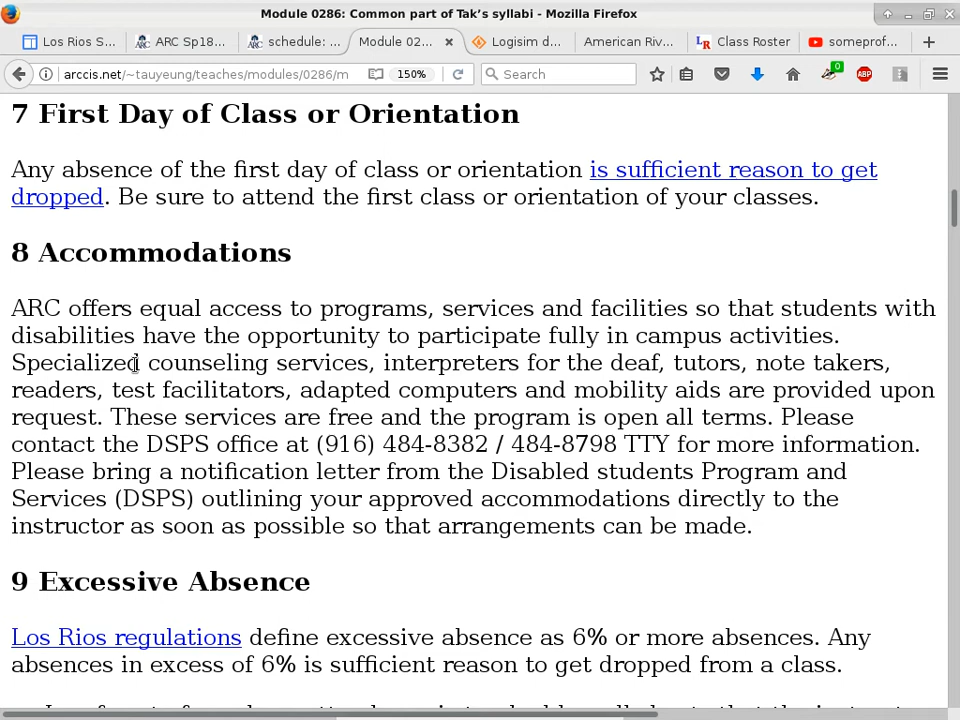 Module 0286: Common part of Tak's syllabi - Mozilla Firefox
Los Rios S... ARC Sp18... schedule: ... Module 02... Logisim d... American Riv... Class Roster someprof...
arccis.net/~tauyeung/teaches/modules/0286/m 150% Search 0 ABP
7 First Day of Class or Orientation
Any absence of the first day of class or orientation is sufficient reason to get
dropped. Be sure to attend the first class or orientation of your classes.
8 Accommodations
ARC offers equal access to programs, services and facilities so that students with
disabilities have the opportunity to participate fully in campus activities.
Specialized counseling services, interpreters for the deaf, tutors, note takers,
readers, test facilitators, adapted computers and mobility aids are provided upon
request. These services are free and the program is open all terms. Please
contact the DSPS office at (916) 484-8382 / 484-8798 TTY for more information.
Please bring a notification letter from the Disabled students Program and
Services (DSPS) outlining your approved accommodations directly to the
instructor as soon as possible so that arrangements can be made.
9 Excessive Absence
Los Rios regulations define excessive absence as 6% or more absences. Any
absences in excess of 6% is sufficient reason to get dropped from a class.